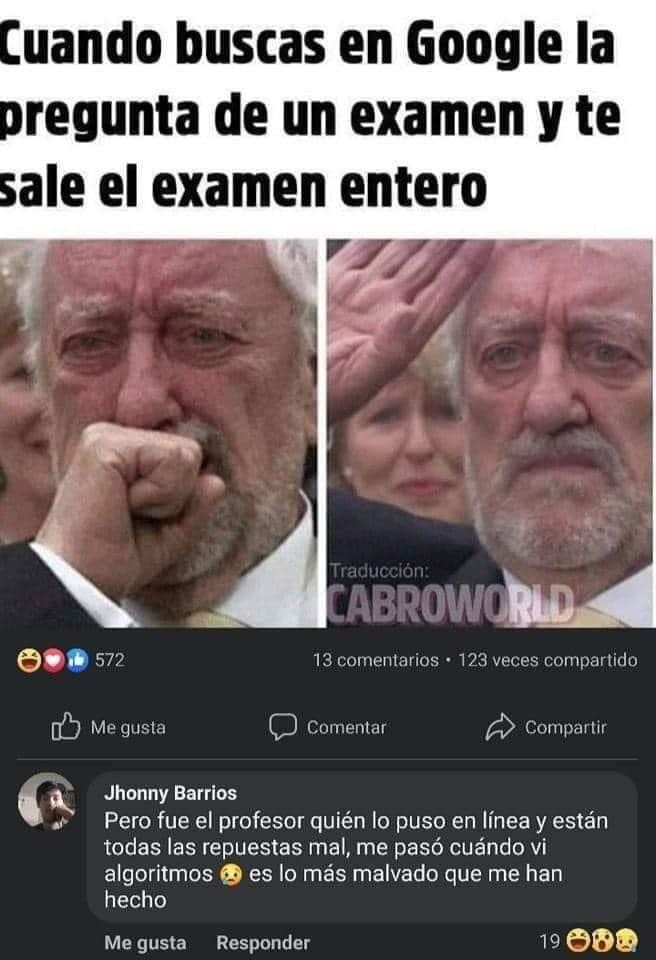 Cuando buscas en Google la
pregunta de un examen y te
sale el examen entero
Traducción:
CABROWORLD
572
13 comentarios • 123 veces compartido
Me gusta
Comentar
Compartir
Jhonny Barrios
Pero fue el profesor quién lo puso en línea y están
todas las repuestas mal, me pasó cuándo vi
algoritmos 😢 es lo más malvado que me han
hecho
Me gusta Responder 19